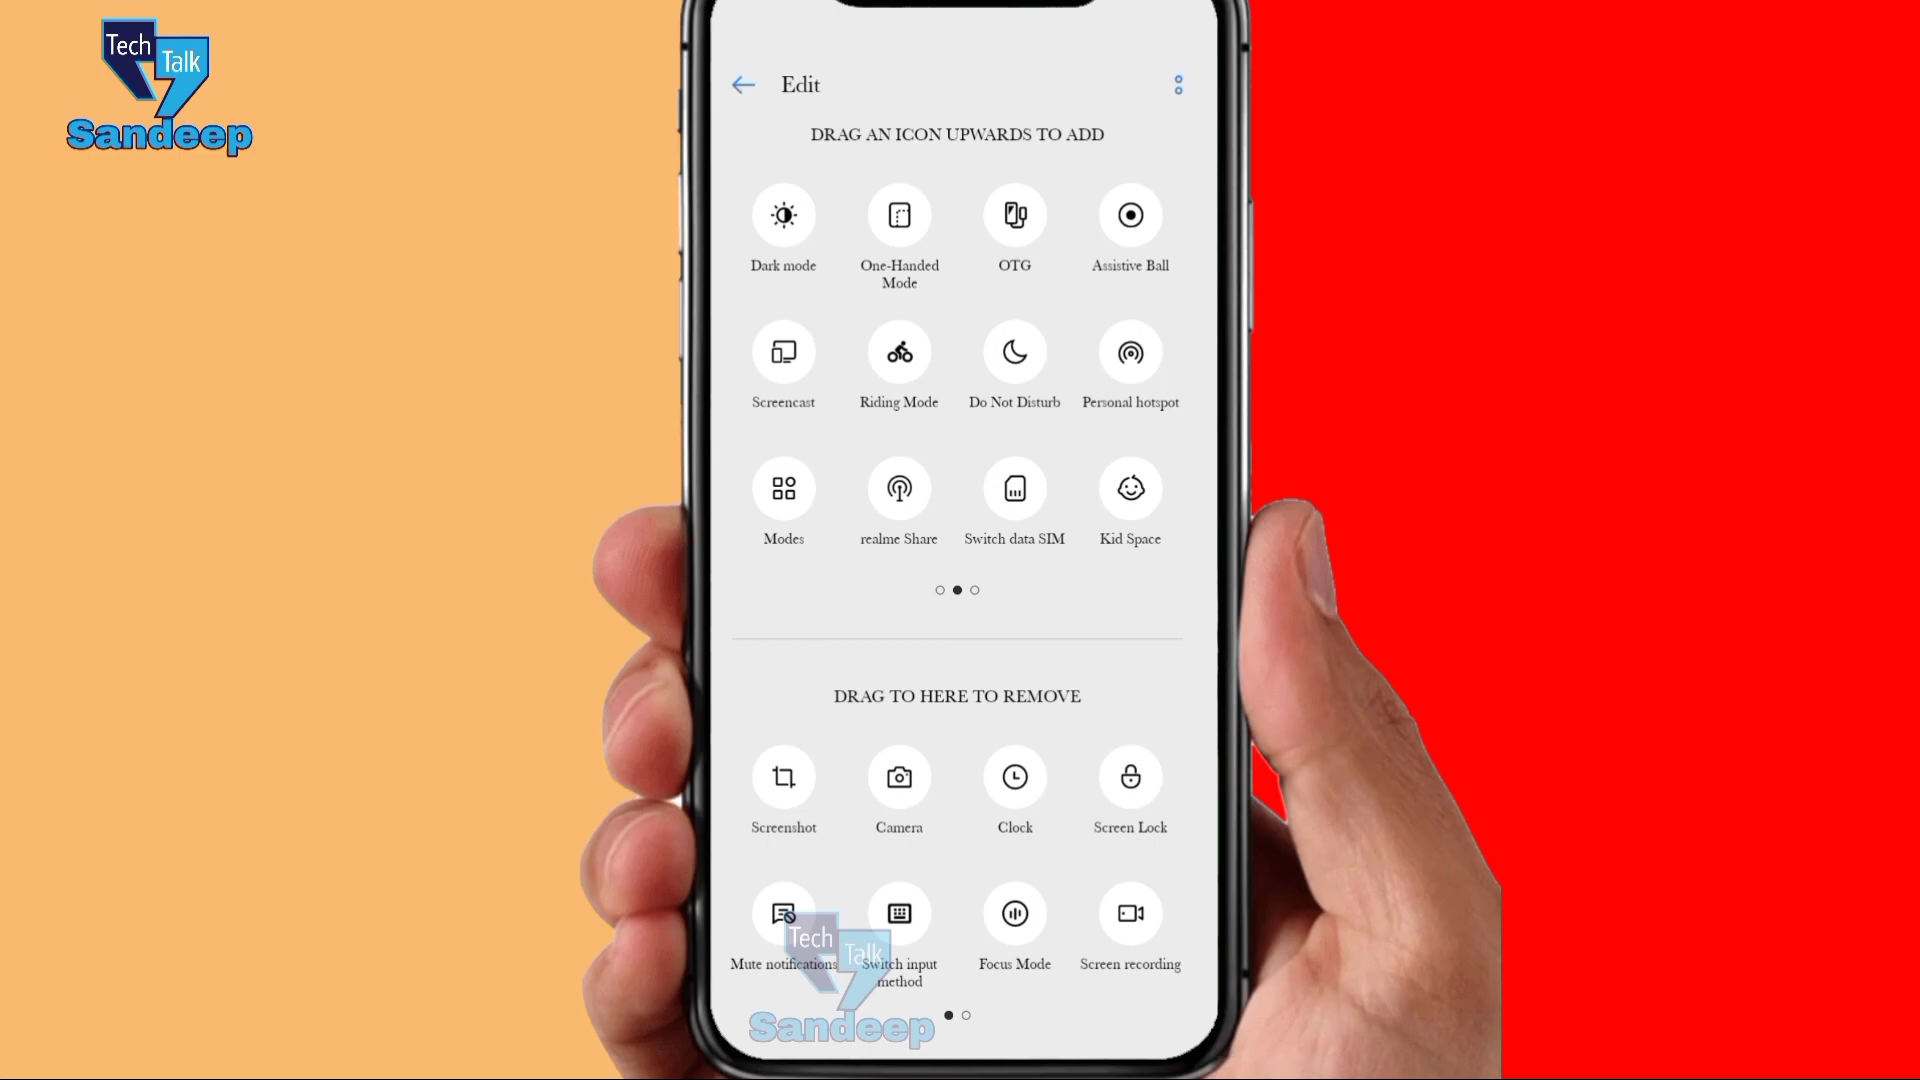 Tech
Talk
Sandeep
Edit
DRAG AN ICON UPWARDS TO ADD
Dark mode
One-Handed
Mode
OTG
Assistive Ball
Screencast
Riding Mode
Do Not Disturb
Personal hotspot
Modes
realme Share
Switch data SIM
Kid Space
DRAG TO HERE TO REMOVE
Screenshot
Camera
Clock
Screen Lock
Mute notifications
Switch input
method
Focus Mode
Screen recording
Tech
Talk
Sandeep